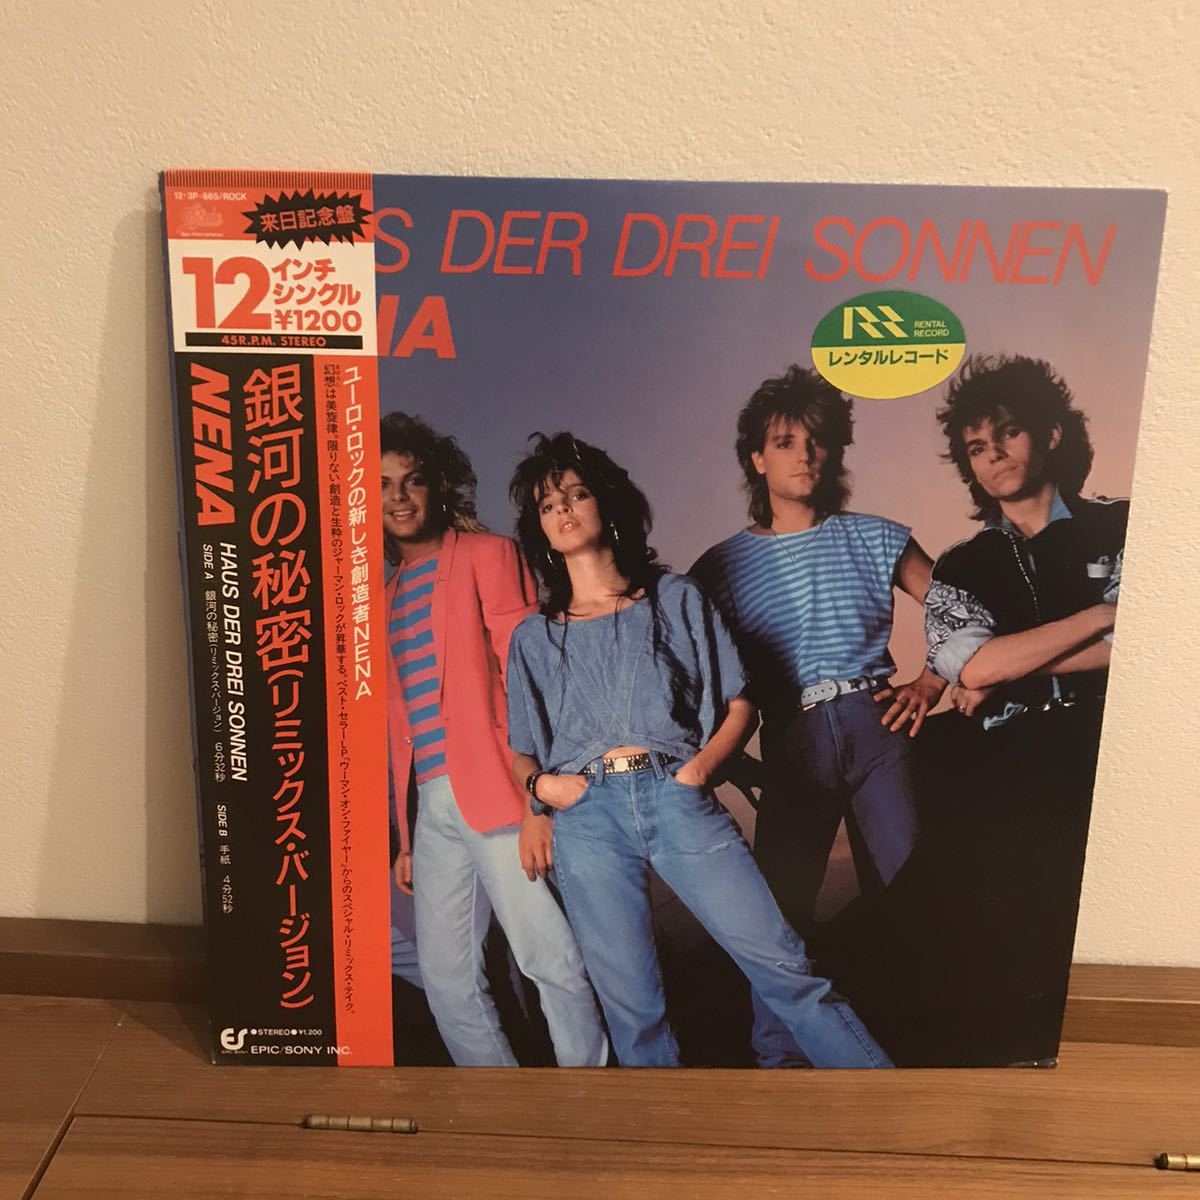 12・3P-665/ROCK
来日記念盤
12インチシングル
¥1200
45R.P.M. STEREO
S DER DREI SONNEN
NA
RENTAL
RECORD
レンタルレコード
ユーロ・ロックの新しき創造者NENA
幻想は美旋律。限りない創造と生粋のジャーマン・ロックが昇華する。ベスト・セラーLP「ウーマン・オン・ファイヤー」からのスペシャル・リミックス・テイク。
銀河の秘密(リミックス・バージョン)
NENA
HAUS DER DREI SONNEN
SIDE A 銀河の秘密(リミックス・バージョン) 6分32秒 SIDE B 手紙 4分52秒
ES
EPIC/SONY
●STEREO●¥1,200
EPIC/SONY INC.